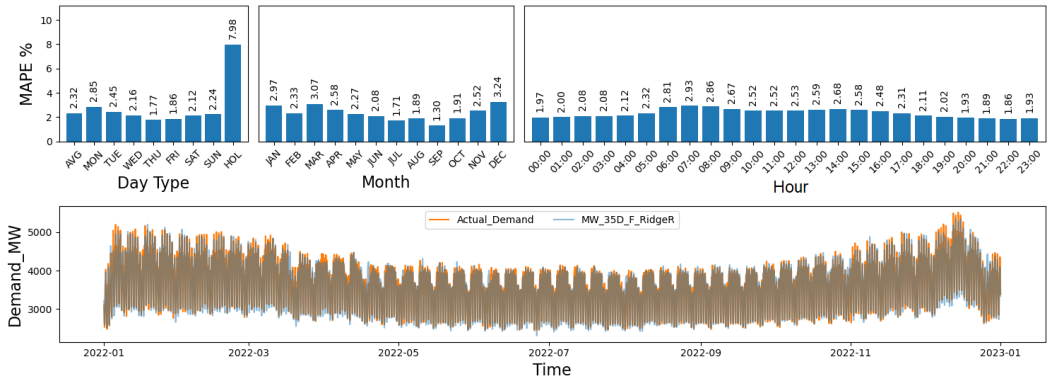 MAPE %
10
8
6
4
2
0
2.32
2.85
2.45
2.16
1.77
1.86
2.12
2.24
7.98
AVG
MON
TUE
WED
THU
FRI
SAT
SUN
HOL
Day Type
2.97
2.33
3.07
2.58
2.27
2.08
1.71
1.89
1.30
1.91
2.52
3.24
JAN
FEB
MAR
APR
MAY
JUN
JUL
AUG
SEP
OCT
NOV
DEC
Month
1.97
2.00
2.08
2.08
2.12
2.32
2.81
2.93
2.86
2.67
2.52
2.52
2.53
2.59
2.68
2.58
2.48
2.31
2.11
2.02
1.93
1.89
1.86
1.93
00:00
01:00
02:00
03:00
04:00
05:00
06:00
07:00
08:00
09:00
10:00
11:00
12:00
13:00
14:00
15:00
16:00
17:00
18:00
19:00
20:00
21:00
22:00
23:00
Hour
Demand_MW
5000
4000
3000
Actual_Demand
MW_35D_F_RidgeR
2022-01
2022-03
2022-05
2022-07
2022-09
2022-11
2023-01
Time